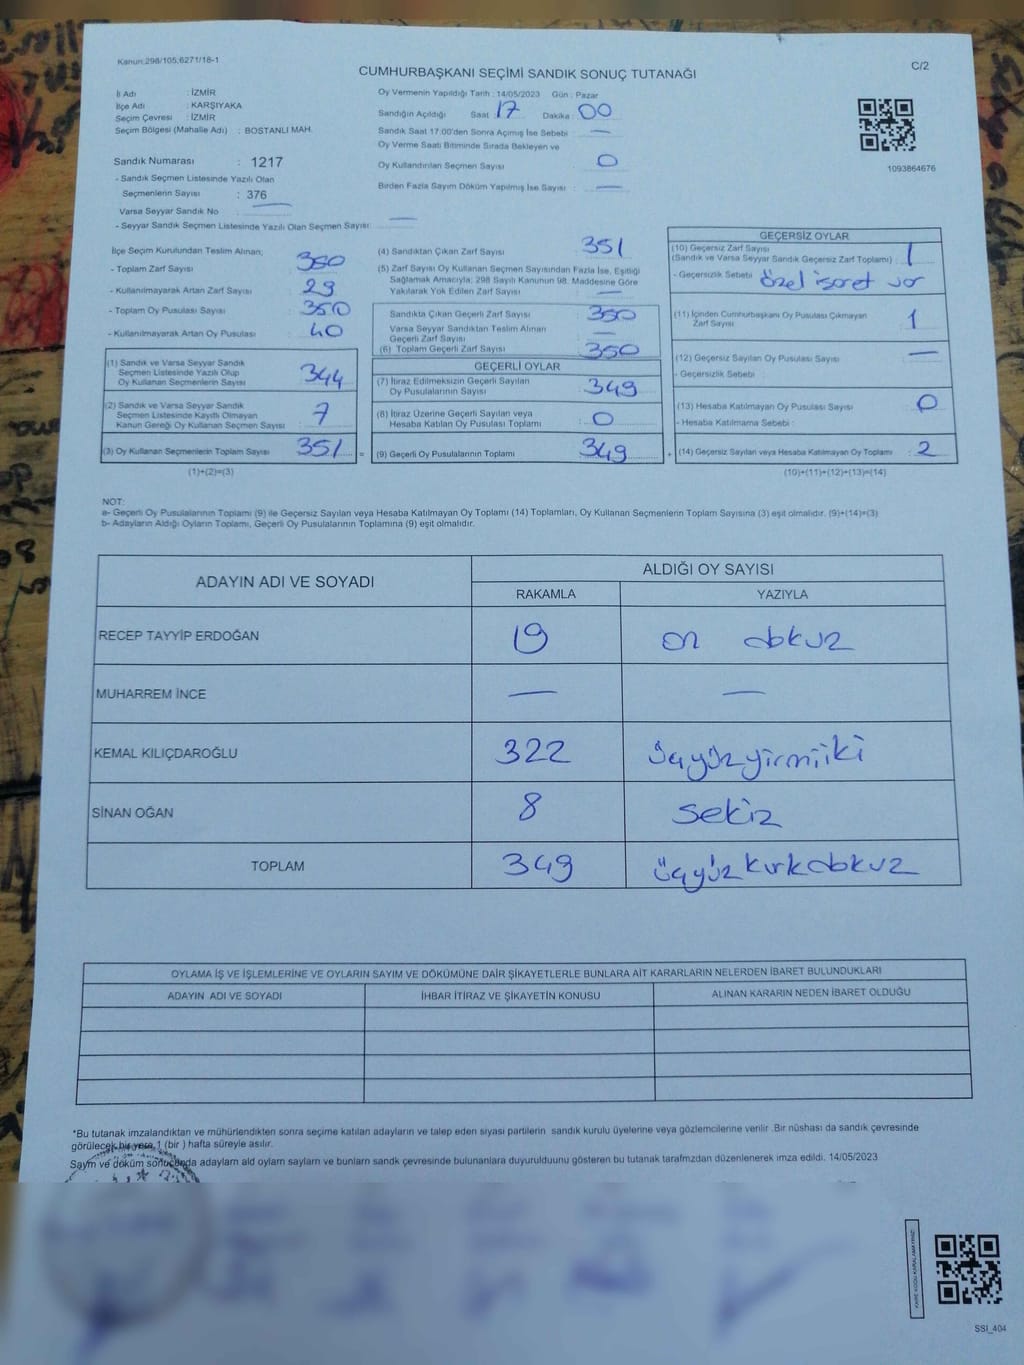 Kanun:298/105,6271/18-1
C/2
CUMHURBAŞKANI SEÇİMİ SANDIK SONUÇ TUTANAĞI
İl Adı : İZMİR
İlçe Adı : KARŞIYAKA
Seçim Çevresi : İZMİR
Seçim Bölgesi (Mahalle Adı) : BOSTANLI MAH.
Sandık Numarası : 1217
- Sandık Seçmen Listesinde Yazılı Olan
Seçmenlerin Sayısı : 376
Varsa Seyyar Sandık No —
- Seyyar Sandık Seçmen Listesinde Yazılı Olan Seçmen Sayısı —
Oy Vermenin Yapıldığı Tarih : 14/05/2023 Gün : Pazar
Sandığın Açıldığı Saat : 17 Dakika : 00
Sandık Saat 17:00'den Sonra Açmış İse Sebebi : —
Oy Verme Saati Bitiminde Sırada Bekleyen ve
Oy Kullandırılan Seçmen Sayısı : 0
Birden Fazla Sayım Döküm Yapılmış İse Sayısı : —
1093864676
İlçe Seçim Kurulundan Teslim Alınan;
- Toplam Zarf Sayısı : 380
- Kullanılmayarak Artan Zarf Sayısı : 29
- Toplam Oy Pusulası Sayısı :
- Kullanılmayarak Artan Oy Pusulası : 40
(1) Sandık ve Varsa Seyyar Sandık
Seçmen Listesinde Yazılı Olup
Oy Kullanan Seçmenlerin Sayısı : 344
(2) Sandık ve Varsa Seyyar Sandık
Seçmen Listesinde Kayıtlı Olmayan
Kanun Gereği Oy Kullanan Seçmen Sayısı : 7
(3) Oy Kullanan Seçmenlerin Toplam Sayısı : 351 =
(1)+(2)=(3)
(4) Sandıktan Çıkan Zarf Sayısı : 351
(5) Zarf Sayısı Oy Kullanan Seçmen Sayısından Fazla İse, Eşitliği
Sağlamak Amacıyla; 298 Sayılı Kanunun 98. Maddesine Göre
Yakılarak Yok Edilen Zarf Sayısı : —
Sandıkta Çıkan Geçerli Zarf Sayısı : 350
Varsa Seyyar Sandıktan Teslim Alınan
Geçerli Zarf Sayısı : —
(6) Toplam Geçerli Zarf Sayısı : 350
GEÇERLİ OYLAR
(7) İtiraz Edilmeksizin Geçerli Sayılan
Oy Pusulalarının Sayısı : 349
(8) İtiraz Üzerine Geçerli Sayılan veya
Hesaba Katılan Oy Pusulası Toplamı : 0
(9) Geçerli Oy Pusulalarının Toplamı : 349 +
GEÇERSİZ OYLAR
(10) Geçersiz Zarf Sayısı
(Sandık ve Varsa Seyyar Sandık Geçersiz Zarf Toplamı) : 1
- Geçersizlik Sebebi : özel işaret var
(11) İçinden Cumhurbaşkanı Oy Pusulası Çıkmayan
Zarf Sayısı : 1
(12) Geçersiz Sayılan Oy Pusulası Sayısı : —
- Geçersizlik Sebebi :
(13) Hesaba Katılmayan Oy Pusulası Sayısı : 0
- Hesaba Katılmama Sebebi :
(14) Geçersiz Sayılan veya Hesaba Katılmayan Oy Toplamı : 2
(10)+(11)+(12)+(13)=(14)
NOT:
a- Geçerli Oy Pusulalarının Toplamı (9) ile Geçersiz Sayılan veya Hesaba Katılmayan Oy Toplamı (14) Toplamları, Oy Kullanan Seçmenlerin Toplam Sayısına (3) eşit olmalıdır. (9)+(14)=(3)
b- Adayların Aldığı Oyların Toplamı, Geçerli Oy Pusulalarının Toplamına (9) eşit olmalıdır.
ADAYIN ADI VE SOYADI ALDIĞI OY SAYISI
RAKAMLA YAZIYLA
RECEP TAYYİP ERDOĞAN 19 on dokuz
MUHARREM İNCE — —
KEMAL KILIÇDAROĞLU 322 üçyüzyirmiiki
SİNAN OĞAN 8 sekiz
TOPLAM 349 üçyüzkırkdokuz
OYLAMA İŞ VE İŞLEMLERİNE VE OYLARIN SAYIM VE DÖKÜMÜNE DAİR ŞİKAYETLERLE BUNLARA AİT KARARLARIN NELERDEN İBARET BULUNDUKLARI
ADAYIN ADI VE SOYADI İHBAR İTİRAZ VE ŞİKAYETİN KONUSU ALINAN KARARIN NEDEN İBARET OLDUĞU
*Bu tutanak imzalandıktan ve mühürlendikten sonra seçime katılan adayların ve talep eden siyasi partilerin sandık kurulu üyelerine veya gözlemcilerine verilir .Bir nüshası da sandık çevresinde
görülecek bir yere 1 (bir ) hafta süreyle asılır.
Sayım ve döküm sonucunda adayların ald oyların sayların ve bunların sandk çevresinde bulunanlara duyurulduunu gösteren bu tutanak tarafmzdan düzenlenerek imza edildi. 14/05/2023
KARE KODU KARALAMAYINIZ!
SSI_404